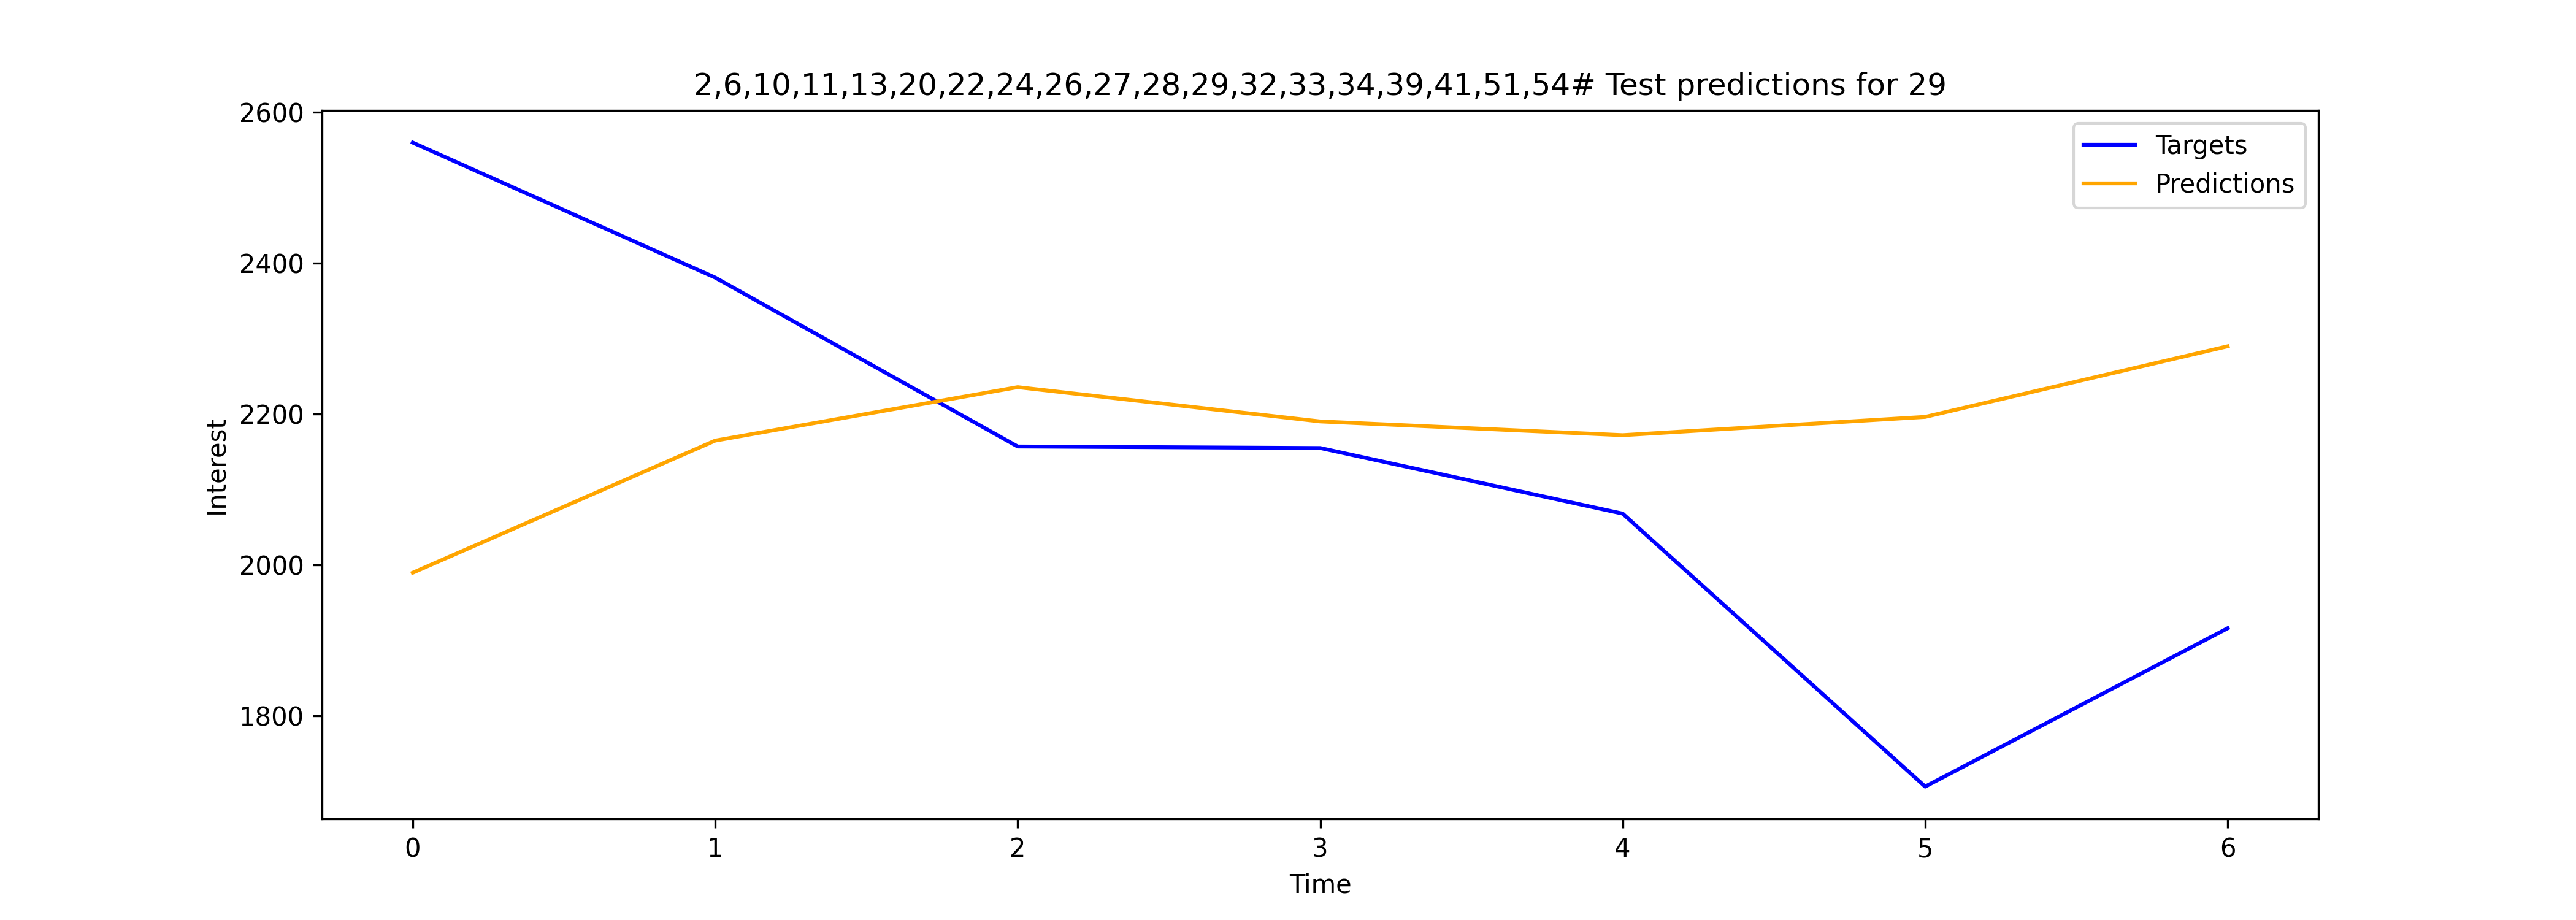 2,6,10,11,13,20,22,24,26,27,28,29,32,33,34,39,41,51,54# Test predictions for 29
2600
2400
2200
2000
1800
Interest
Targets
Predictions
0 1 2 3 4 5 6
Time